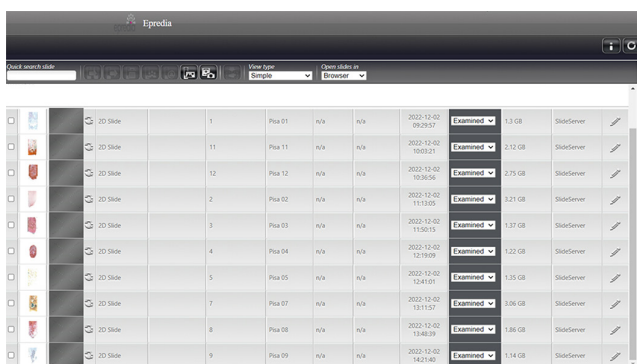 Epredia
Quick search slide View type Open slides in
Simple Browser
2D Slide 1 Pisa 01 n/a n/a 2022-12-02 09:29:57 Examined 1.3 GB SlideServer
2D Slide 11 Pisa 11 n/a n/a 2022-12-02 10:03:21 Examined 2.12 GB SlideServer
2D Slide 12 Pisa 12 n/a n/a 2022-12-02 10:36:56 Examined 2.75 GB SlideServer
2D Slide 2 Pisa 02 n/a n/a 2022-12-02 11:13:05 Examined 3.21 GB SlideServer
2D Slide 3 Pisa 03 n/a n/a 2022-12-02 11:50:15 Examined 1.37 GB SlideServer
2D Slide 4 Pisa 04 n/a n/a 2022-12-02 12:19:09 Examined 1.22 GB SlideServer
2D Slide 5 Pisa 05 n/a n/a 2022-12-02 12:41:01 Examined 1.35 GB SlideServer
2D Slide 7 Pisa 07 n/a n/a 2022-12-02 13:11:57 Examined 3.06 GB SlideServer
2D Slide 8 Pisa 08 n/a n/a 2022-12-02 13:48:39 Examined 1.86 GB SlideServer
2D Slide 9 Pisa 09 n/a n/a 2022-12-02 14:21:40 Examined 1.14 GB SlideServer